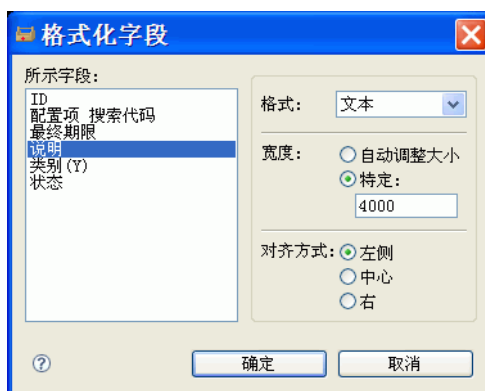 格式化字段
所示字段:
ID
配置项 搜索代码
最终期限
说明
类别(Y)
状态
格式: 文本
宽度: 自动调整大小
特定:
4000
对齐方式: 左侧
中心
右
? 确定 取消